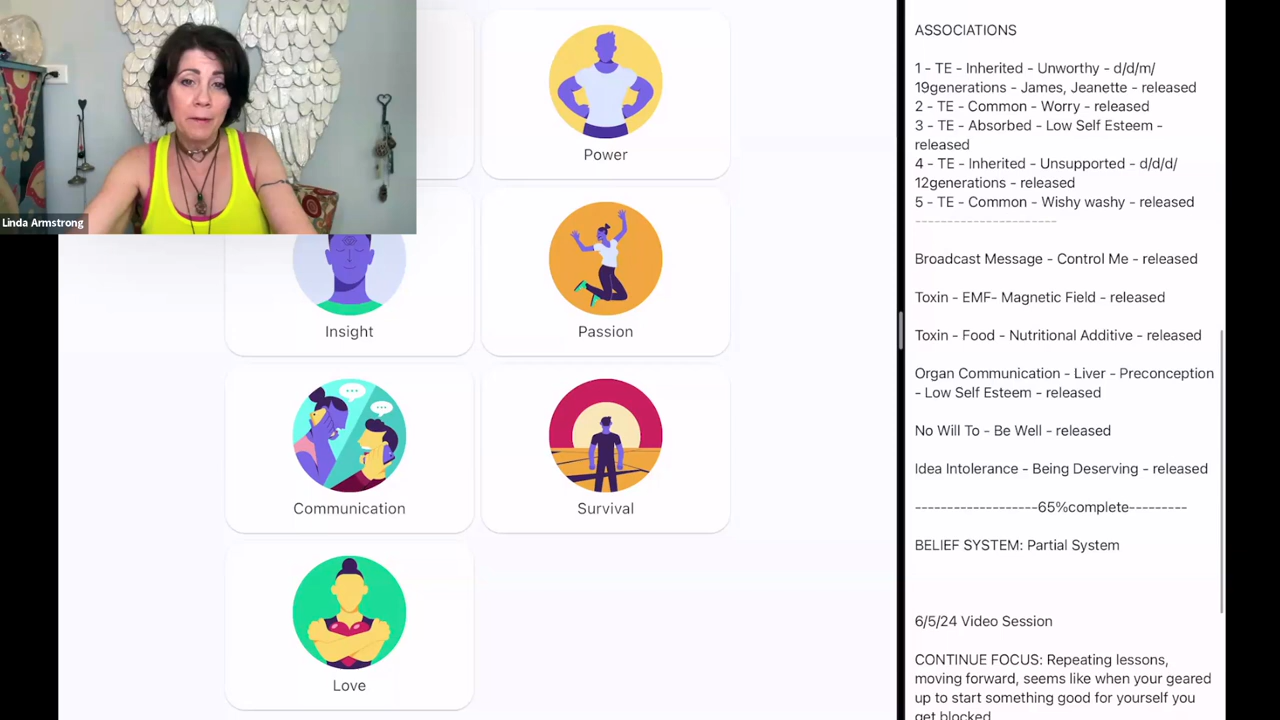 Linda Armstrong
Power
Insight
Passion
Communication
Survival
Love
ASSOCIATIONS
1 - TE - Inherited - Unworthy - d/d/m/
19generations - James, Jeanette - released
2 - TE - Common - Worry - released
3 - TE - Absorbed - Low Self Esteem -
released
4 - TE - Inherited - Unsupported - d/d/d/
12generations - released
5 - TE - Common - Wishy washy - released
----------------------
Broadcast Message - Control Me - released
Toxin - EMF- Magnetic Field - released
Toxin - Food - Nutritional Additive - released
Organ Communication - Liver - Preconception
- Low Self Esteem - released
No Will To - Be Well - released
Idea Intolerance - Being Deserving - released
-------------------65%complete---------
BELIEF SYSTEM: Partial System
6/5/24 Video Session
CONTINUE FOCUS: Repeating lessons,
moving forward, seems like when your geared
up to start something good for yourself you
get blocked